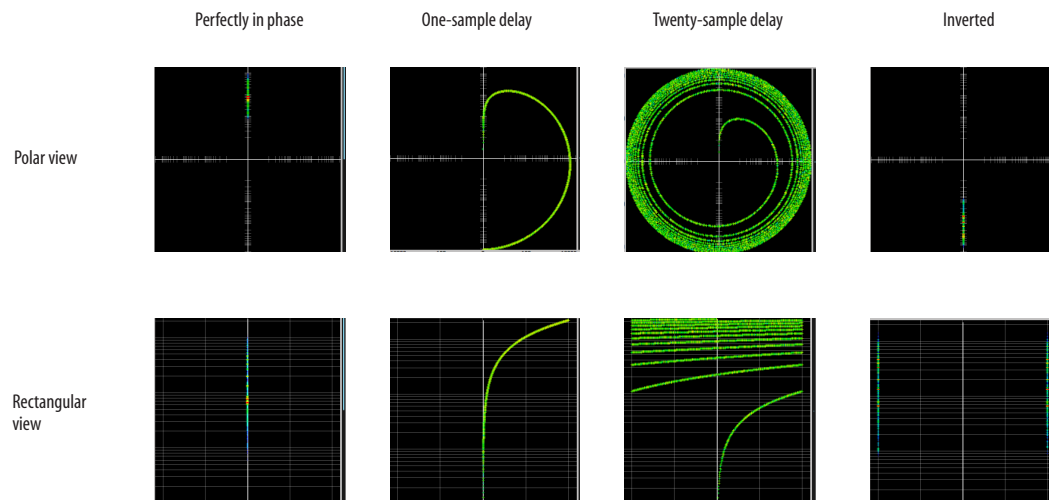 Perfectly in phase
One-sample delay
Twenty-sample delay
Inverted
Polar view
Rectangular
view